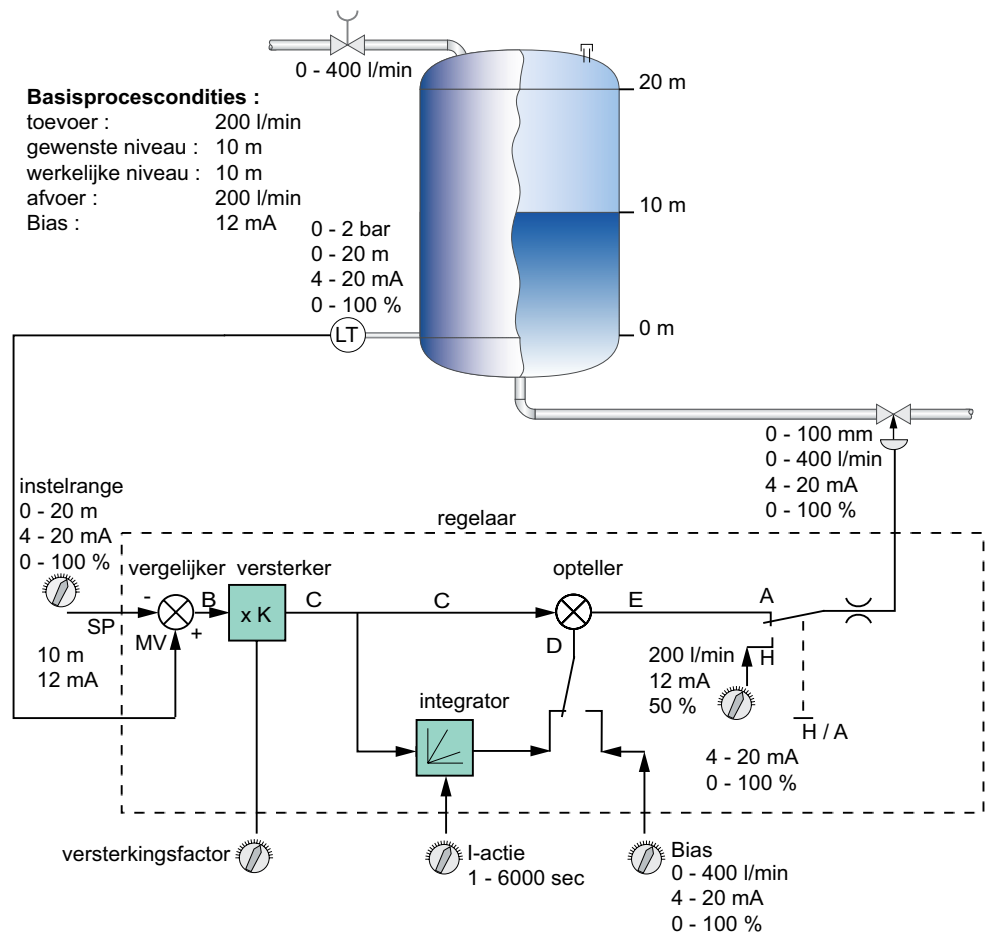 0 - 400 l/min
20 m
Basisprocescondities :
toevoer : 200 l/min
gewenste niveau : 10 m
werkelijke niveau : 10 m
afvoer : 200 l/min
Bias : 12 mA
10 m
0 - 2 bar
0 - 20 m
4 - 20 mA
0 - 100 %
LT
0 m
0 - 100 mm
0 - 400 l/min
4 - 20 mA
0 - 100 %
instelrange
0 - 20 m
4 - 20 mA
0 - 100 %
regelaar
vergelijker
versterker
opteller
-
B
x K
C
C
E
A
SP
MV
+
D
H
10 m
12 mA
200 l/min
12 mA
50 %
integrator
H / A
4 - 20 mA
0 - 100 %
versterkingsfactor
I-actie
1 - 6000 sec
Bias
0 - 400 l/min
4 - 20 mA
0 - 100 %